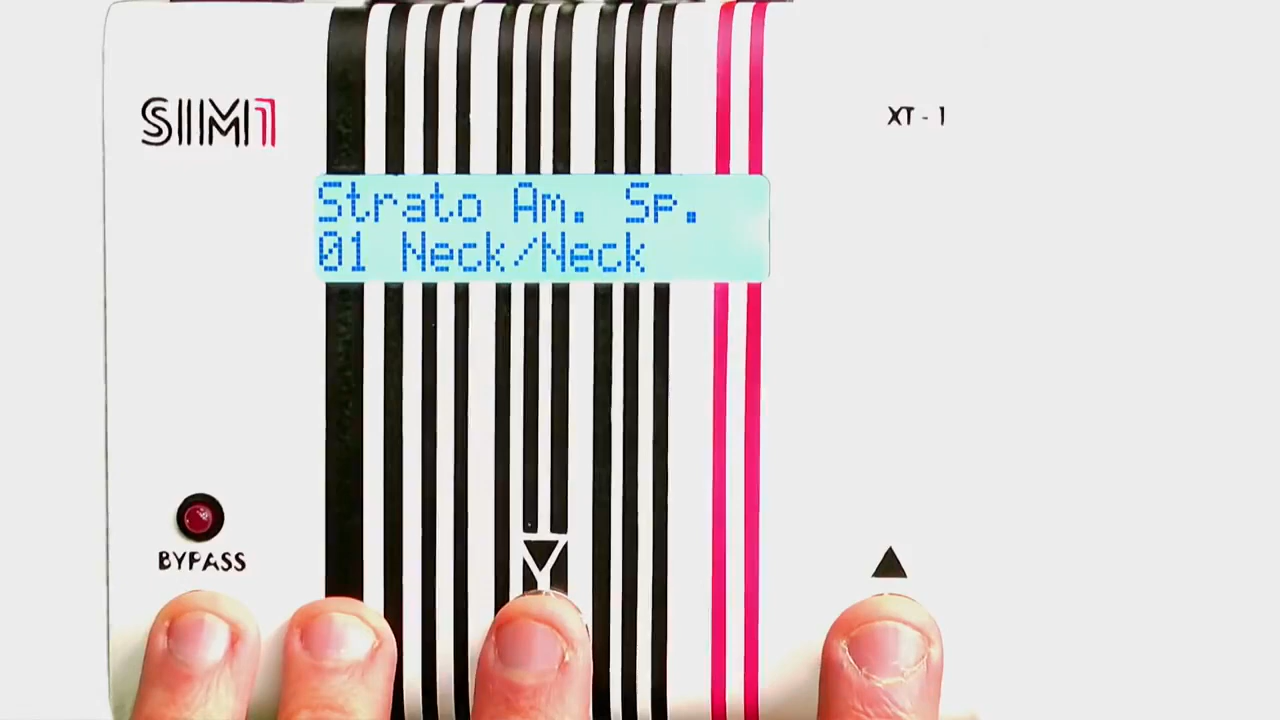 SIM1
XT - 1
Strato Am. Sp.
01 Neck/Neck
BYPASS